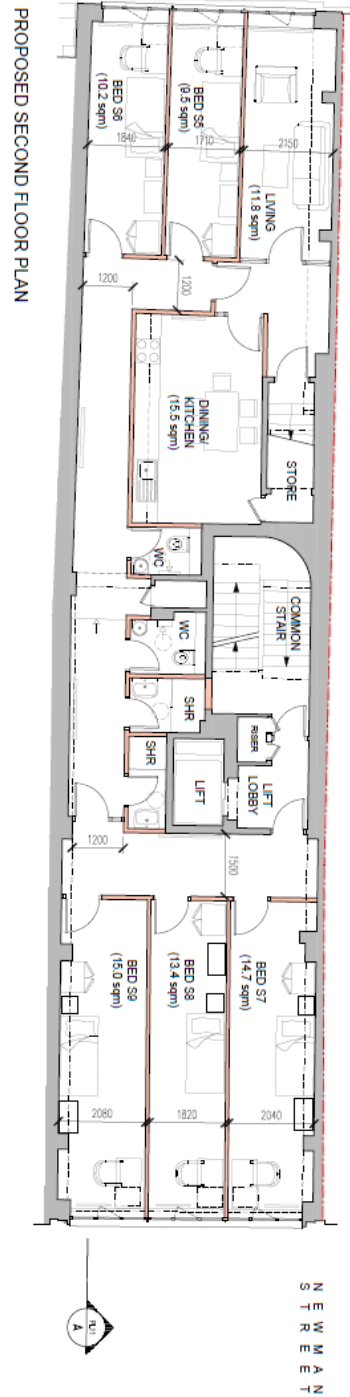 PROPOSED SECOND FLOOR PLAN
BED S6
(10.2 sqm)
1840
BED S5
(9.5 sqm)
1710
LIVING
(11.8 sqm)
2150
1200
1200
DINING/
KITCHEN
(15.5 sqm)
STORE
WC
WC
COMMON
STAIR
SHR
SHR
RISER
LIFT
LIFT
LOBBY
1200
1500
BED S9
(15.0 sqm)
2080
BED S8
(13.4 sqm)
1820
BED S7
(14.7 sqm)
2040
A
NEWMAN
STREET